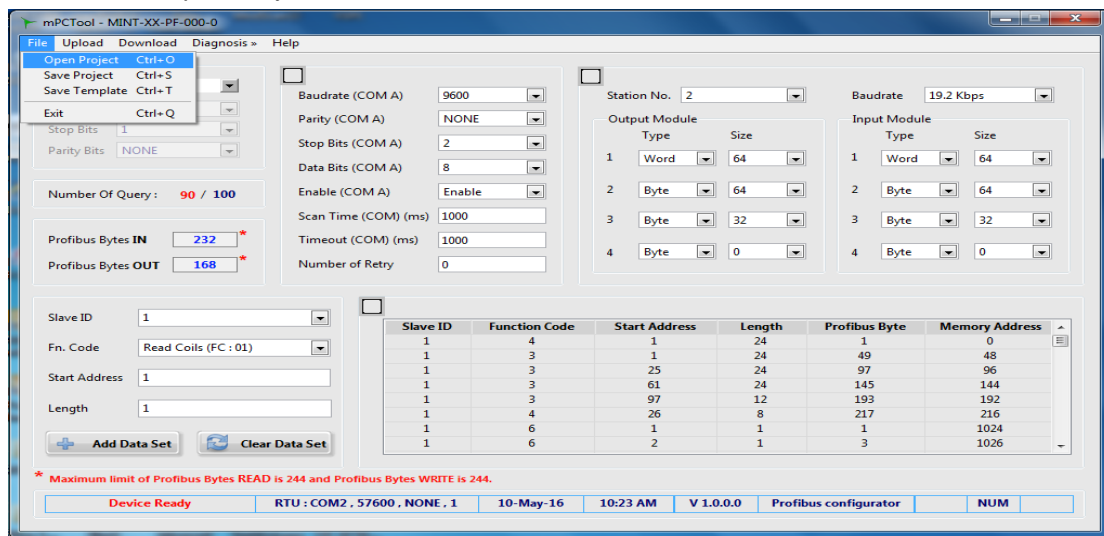 mPCTool - MINT-XX-PF-000-0
File Upload Download Diagnosis » Help
Open Project Ctrl+O
Save Project Ctrl+S
Save Template Ctrl+T
Exit Ctrl+Q
Stop Bits 1
Parity Bits NONE
Number Of Query : 90 / 100
Profibus Bytes IN 232 *
Profibus Bytes OUT 168 *
Baudrate (COM A) 9600
Parity (COM A) NONE
Stop Bits (COM A) 2
Data Bits (COM A) 8
Enable (COM A) Enable
Scan Time (COM) (ms) 1000
Timeout (COM) (ms) 1000
Number of Retry 0
Station No. 2 Baudrate 19.2 Kbps
Output Module Input Module
Type Size Type Size
1 Word 64 1 Word 64
2 Byte 64 2 Byte 64
3 Byte 32 3 Byte 32
4 Byte 0 4 Byte 0
Slave ID 1
Fn. Code Read Coils (FC : 01)
Start Address 1
Length 1
Add Data Set Clear Data Set
Slave ID Function Code Start Address Length Profibus Byte Memory Address
1 4 1 24 1 0
1 3 1 24 49 48
1 3 25 24 97 96
1 3 61 24 145 144
1 3 97 12 193 192
1 4 26 8 217 216
1 6 1 1 1 1024
1 6 2 1 3 1026
* Maximum limit of Profibus Bytes READ is 244 and Profibus Bytes WRITE is 244.
Device Ready RTU : COM2 , 57600 , NONE , 1 10-May-16 10:23 AM V 1.0.0.0 Profibus configurator NUM